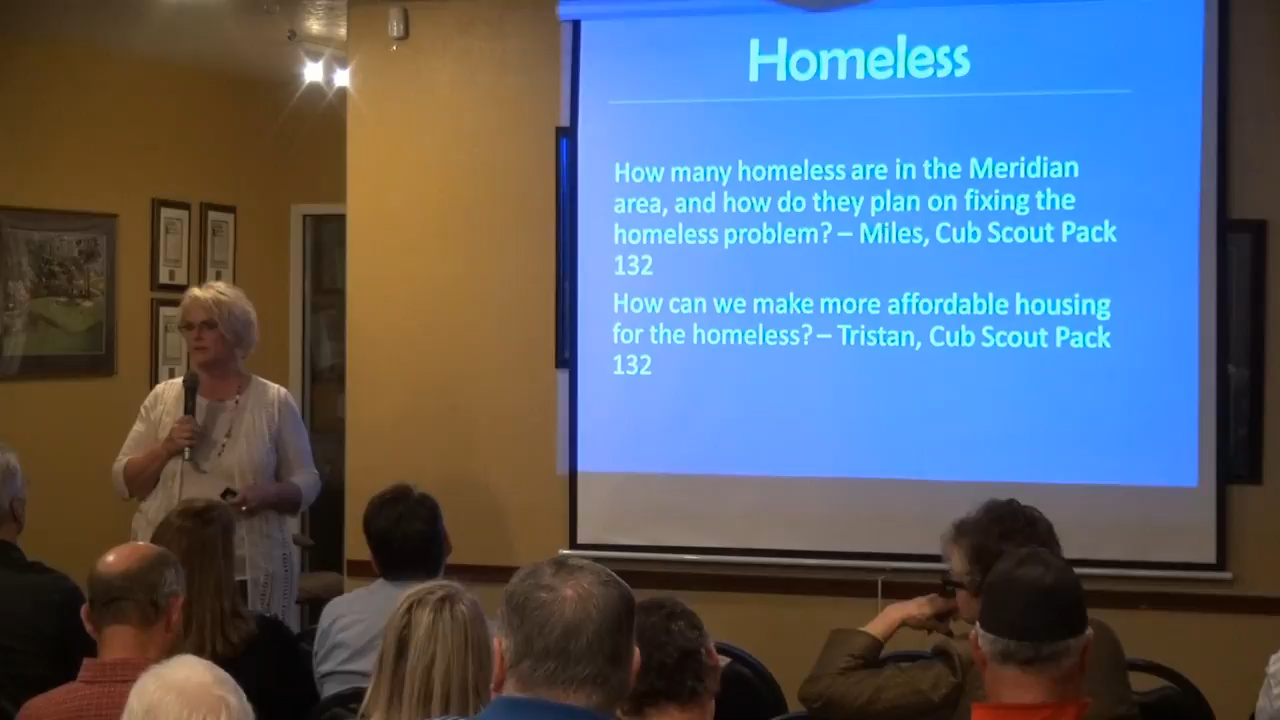 Homeless
How many homeless are in the Meridian
area, and how do they plan on fixing the
homeless problem? – Miles, Cub Scout Pack
132
How can we make more affordable housing
for the homeless? – Tristan, Cub Scout Pack
132